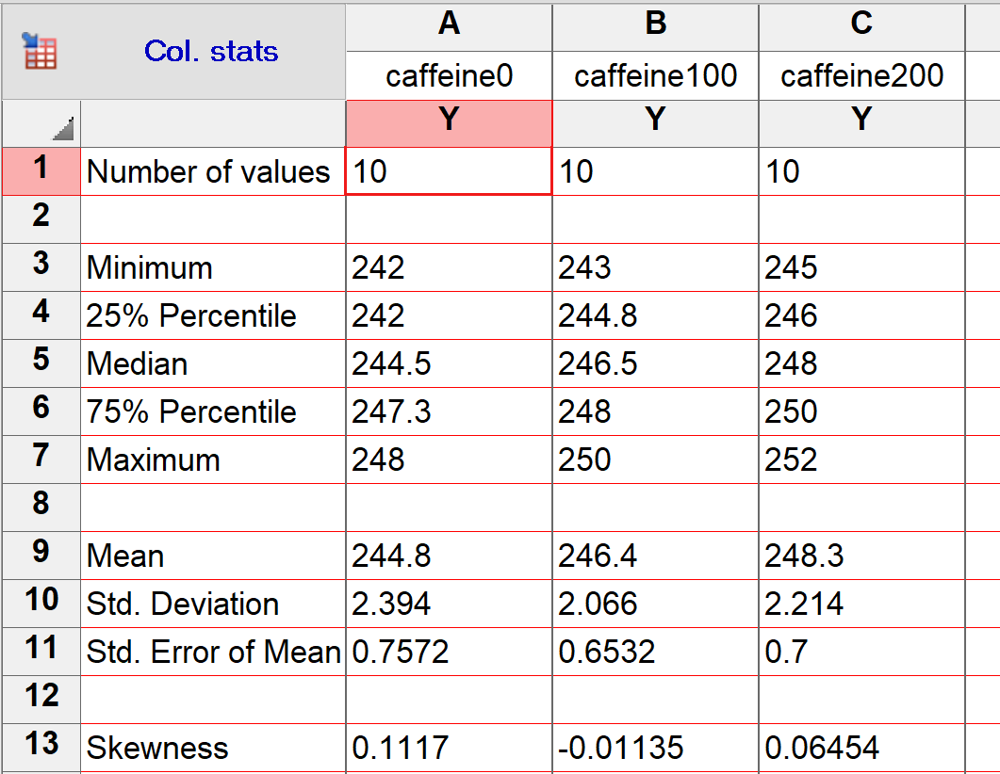 Col. stats A B C
caffeine0 caffeine100 caffeine200
Y Y Y
1 Number of values 10 10 10
2
3 Minimum 242 243 245
4 25% Percentile 242 244.8 246
5 Median 244.5 246.5 248
6 75% Percentile 247.3 248 250
7 Maximum 248 250 252
8
9 Mean 244.8 246.4 248.3
10 Std. Deviation 2.394 2.066 2.214
11 Std. Error of Mean 0.7572 0.6532 0.7
12
13 Skewness 0.1117 -0.01135 0.06454